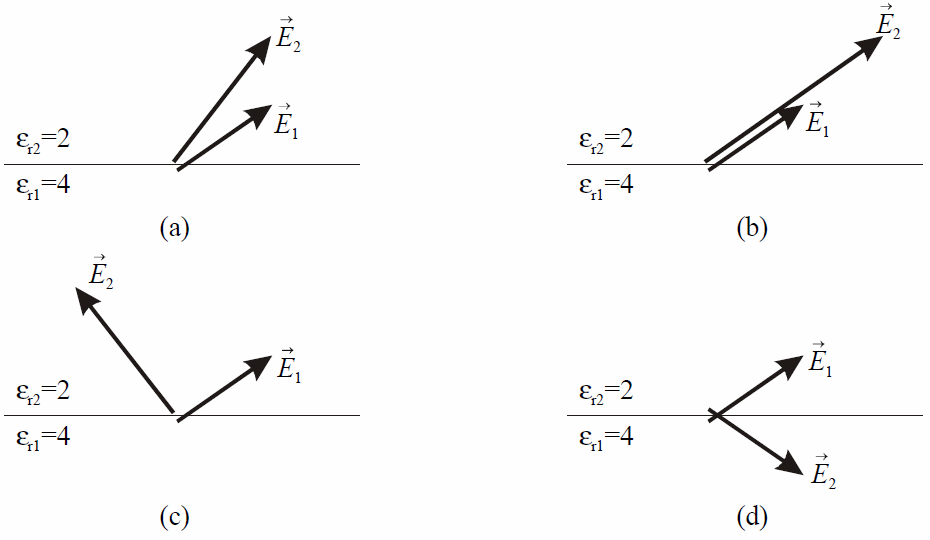 E⃗₂
E⃗₁
εr2=2
εr1=4
(a)
E⃗₂
E⃗₁
εr2=2
εr1=4
(b)
E⃗₂
E⃗₁
εr2=2
εr1=4
(c)
E⃗₁
εr2=2
εr1=4
E⃗₂
(d)